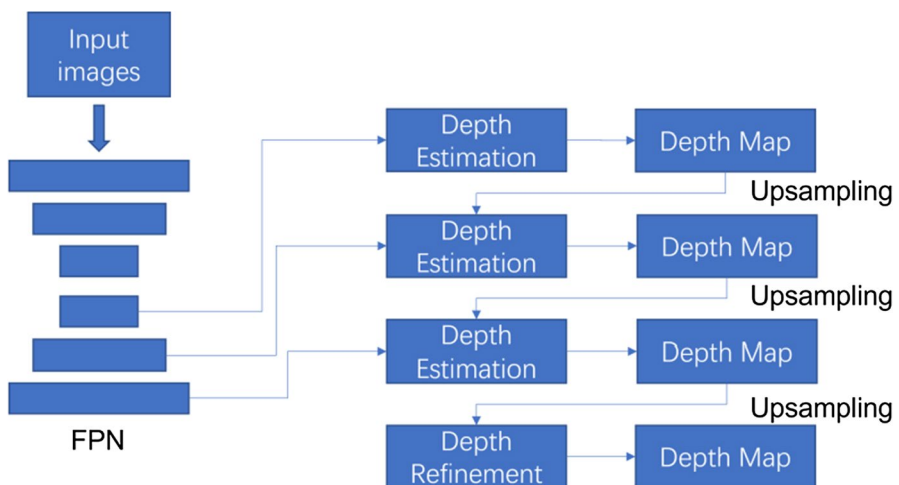 Input
images
Depth
Estimation
Depth Map
Upsampling
Depth
Estimation
Depth Map
Upsampling
Depth
Estimation
Depth Map
Upsampling
FPN
Depth
Refinement
Depth Map